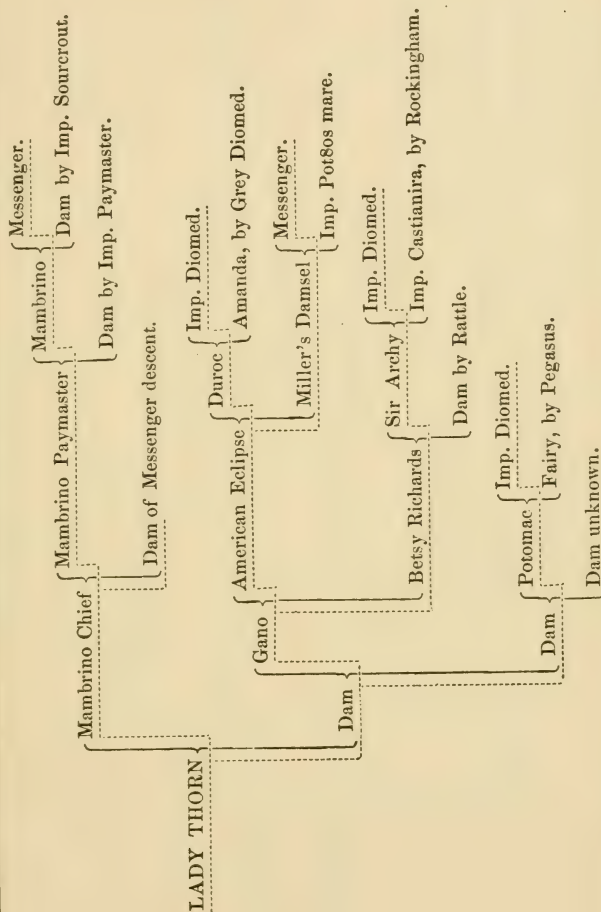 LADY THORN
Mambrino Chief
Mambrino Paymaster
Mambrino
Messenger.
Dam by Imp. Sourcrout.
Dam by Imp. Paymaster.
Dam of Messenger descent.
Dam
Gano
American Eclipse
Duroc
Imp. Diomed.
Amanda, by Grey Diomed.
Miller's Damsel
Messenger.
Imp. Pot8os mare.
Betsy Richards
Sir Archy
Imp. Diomed.
Imp. Castianira, by Rockingham.
Dam by Rattle.
Dam
Potomac
Imp. Diomed.
Fairy, by Pegasus.
Dam unknown.